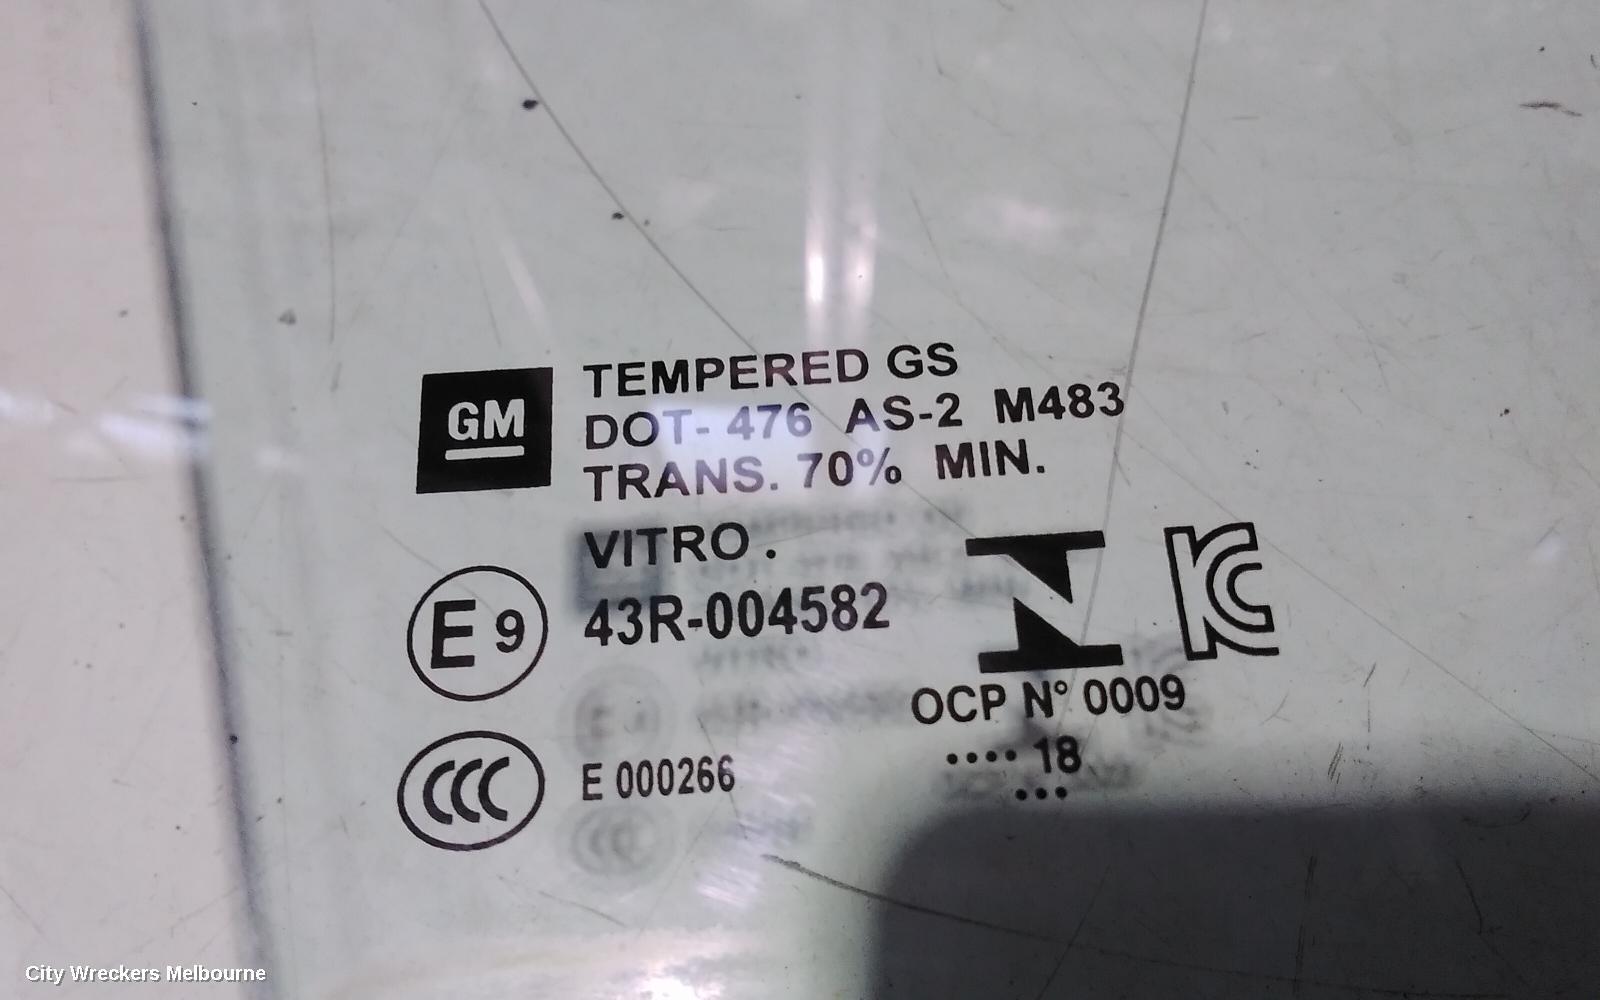 GM
TEMPERED GS
DOT- 476 AS-2 M483
TRANS. 70% MIN.
VITRO .
E 9
43R-004582
OCP N° 0009
CCC
E 000266
•••• 18
•••
City Wreckers Melbourne